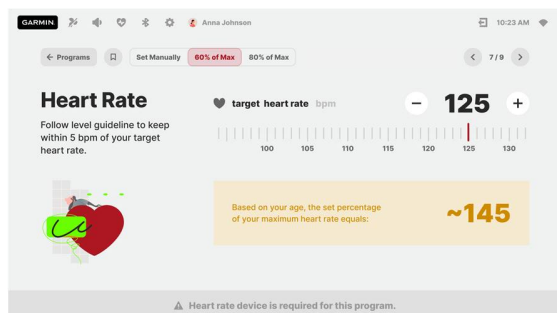 GARMIN Anna Johnson 10:23 AM
← Programs Set Manually 60% of Max 80% of Max < 7/9 >
Heart Rate
Follow level guideline to keep
within 5 bpm of your target
heart rate.
target heart rate bpm − 125 +
100 105 110 115 120 125 130
Based on your age, the set percentage
of your maximum heart rate equals:
~145
Heart rate device is required for this program.